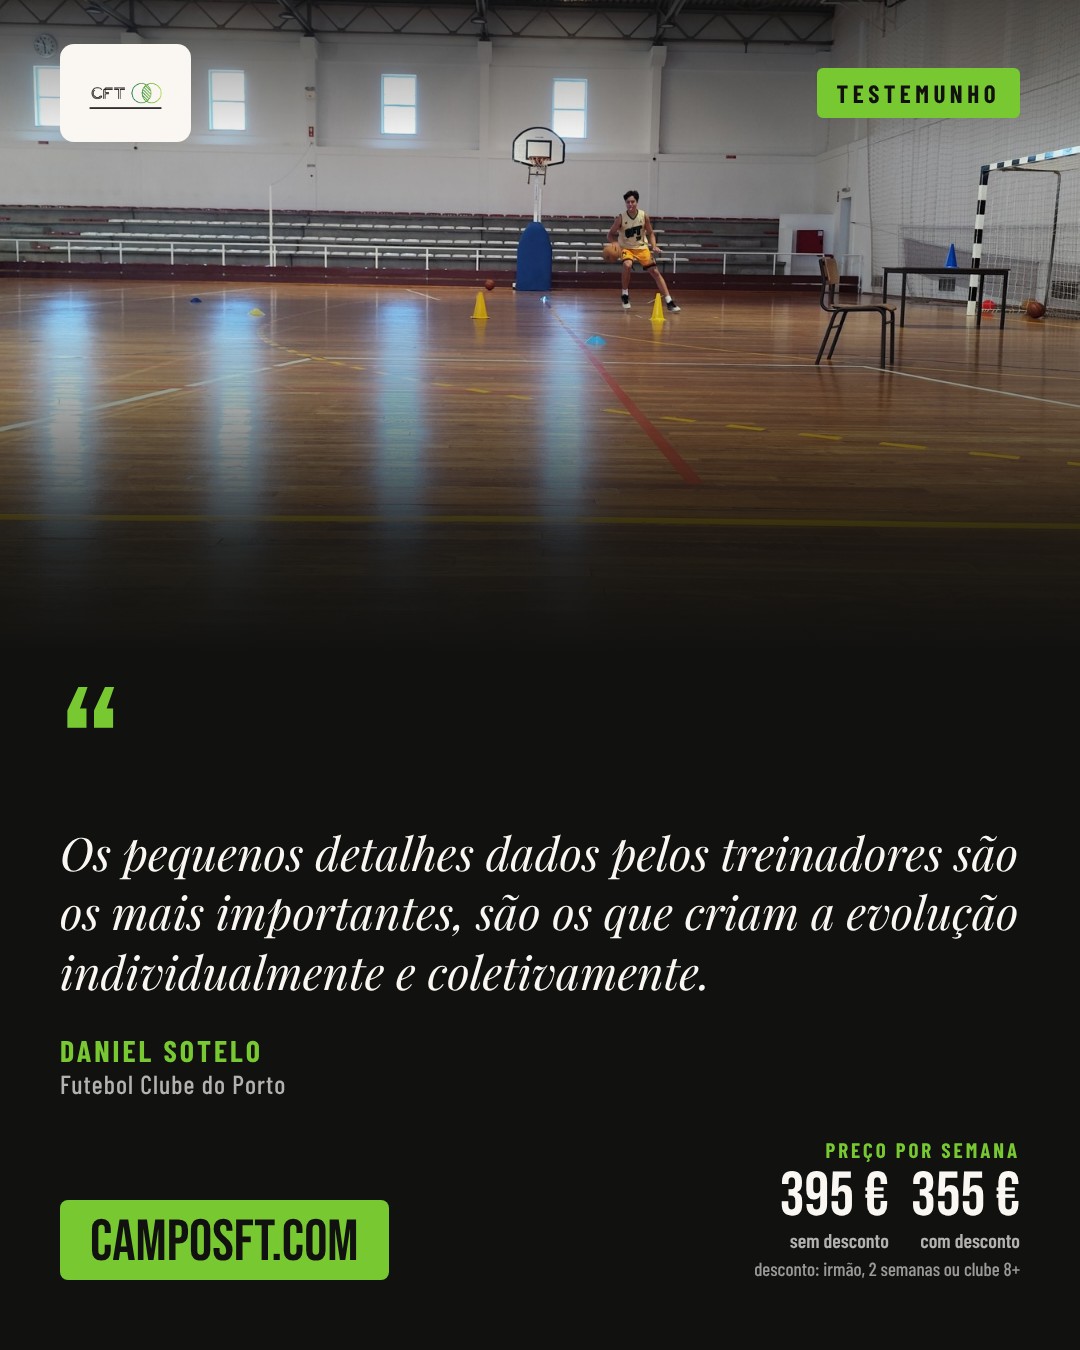 CFT
TESTEMUNHO
“
Os pequenos detalhes dados pelos treinadores são
os mais importantes, são os que criam a evolução
individualmente e coletivamente.
DANIEL SOTELO
Futebol Clube do Porto
PREÇO POR SEMANA
395 € 355 €
sem desconto com desconto
desconto: irmão, 2 semanas ou clube 8+
CAMPOSFT.COM